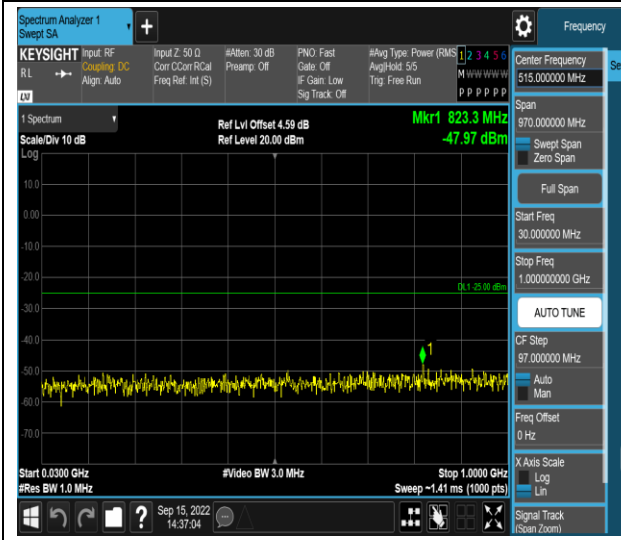 Spectrum Analyzer 1
Swept SA
Frequency
KEYSIGHT
RL
LXI
Input: RF
Coupling: DC
Align: Auto
Input Z: 50 Ω
Corr CCorr RCal
Freq Ref: Int (S)
#Atten: 30 dB
Preamp: Off
PNO: Fast
Gate: Off
IF Gain: Low
Sig Track: Off
#Avg Type: Power (RMS
Avg|Hold: 5/5
Trig: Free Run
1 2 3 4 5 6
M W W W W W
P P P P P P
1 Spectrum
Scale/Div 10 dB
Ref Lvl Offset 4.59 dB
Ref Level 20.00 dBm
Mkr1 823.3 MHz
-47.97 dBm
Log
10.0
0.00
-10.0
-20.0
DL1 -25.00 dBm
-30.0
-40.0
1
-50.0
-60.0
-70.0
Start 0.0300 GHz
#Video BW 3.0 MHz
Stop 1.0000 GHz
#Res BW 1.0 MHz
Sweep ~1.41 ms (1000 pts)
Sep 15, 2022
14:37:04
Center Frequency
515.000000 MHz
Se
Span
970.000000 MHz
Swept Span
Zero Span
Full Span
Start Freq
30.000000 MHz
Stop Freq
1.000000000 GHz
AUTO TUNE
CF Step
97.000000 MHz
Auto
Man
Freq Offset
0 Hz
X Axis Scale
Log
Lin
Signal Track
(Span Zoom)